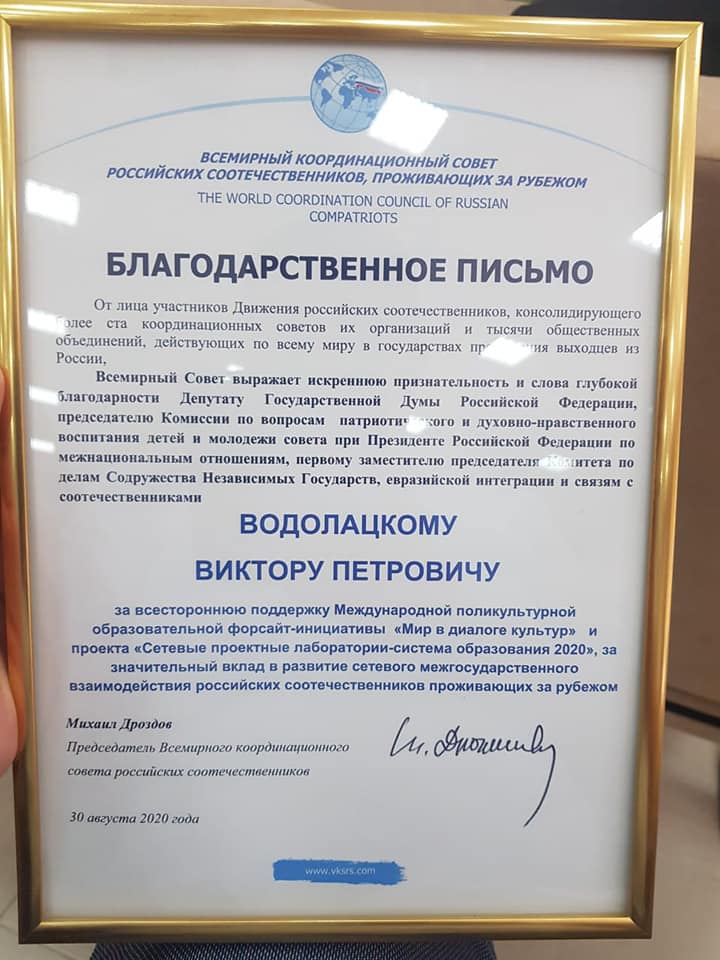 ВСЕМИРНЫЙ КООРДИНАЦИОННЫЙ СОВЕТ
РОССИЙСКИХ СООТЕЧЕСТВЕННИКОВ, ПРОЖИВАЮЩИХ ЗА РУБЕЖОМ
THE WORLD COORDINATION COUNCIL OF RUSSIAN
COMPATRIOTS
БЛАГОДАРСТВЕННОЕ ПИСЬМО
От лица участников Движения российских соотечественников, консолидирующего
более ста координационных советов их организаций и тысячи общественных
объединений, действующих по всему миру в государствах выходцев из
России,
Всемирный Совет выражает искреннюю признательность и слова глубокой
благодарности Депутату Государственной Думы Российской Федерации,
председателю Комиссии по вопросам патриотического и духовно-нравственного
воспитания детей и молодежи совета при Президенте Российской Федерации по
межнациональным отношениям, первому заместителю председателя Комитета по
делам Содружества Независимых Государств, евразийской интеграции и связям с
соотечественниками
ВОДОЛАЦКОМУ
ВИКТОРУ ПЕТРОВИЧУ
за всестороннюю поддержку Международной поликультурной
образовательной форсайт-инициативы «Мир в диалоге культур» и
проекта «Сетевые проектные лаборатории-система образования 2020», за
значительный вклад в развитие сетевого межгосударственного
взаимодействия российских соотечественников проживающих за рубежом
Михаил Дроздов
Председатель Всемирного координационного
совета российских соотечественников
30 августа 2020 года
www.vksrs.com